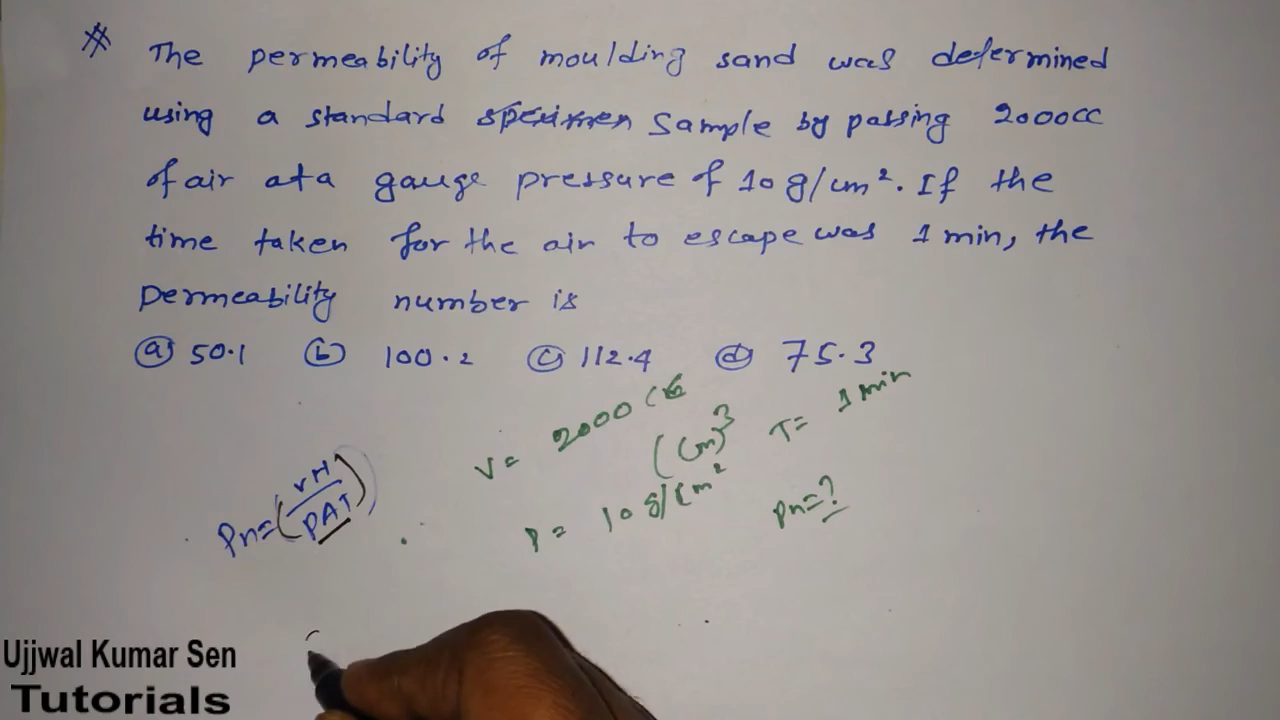 The permeability of moulding sand was determined
using a standard sample by passing 2000cc
of air at a gauge pressure of 10 g/cm². If the
time taken for the air to escape was 1 min, the
permeability number is
ⓐ 50.1 ⓑ 100.2 ⓒ 112.4 ⓓ 75.3
V = 2000 cc
(cm)³
T = 1 min
Pn = (VH/PAT)
P = 10 g/cm²
Pn = ?
Ujjwal Kumar Sen
Tutorials